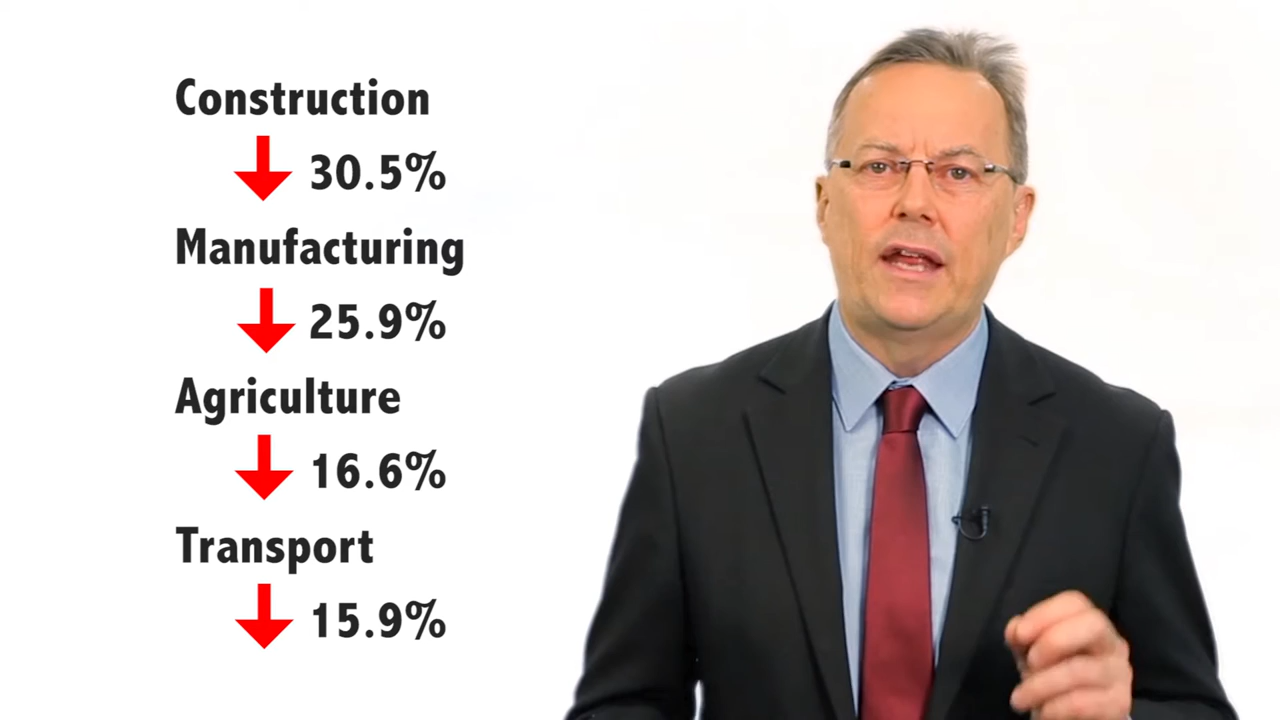 Construction
30.5%
Manufacturing
25.9%
Agriculture
16.6%
Transport
15.9%